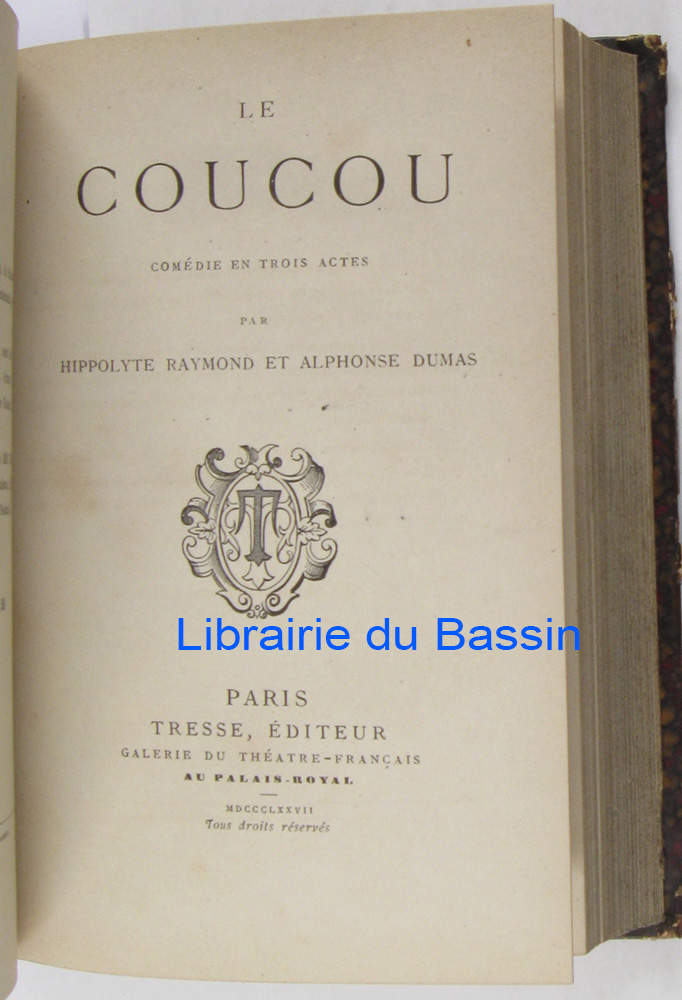 LE
COUCOU
COMÉDIE EN TROIS ACTES
PAR
HIPPOLYTE RAYMOND ET ALPHONSE DUMAS
T
Librairie du Bassin
PARIS
TRESSE, ÉDITEUR
GALERIE DU THÉATRE-FRANÇAIS
AU PALAIS-ROYAL
MDCCCLXXVII
Tous droits réservés